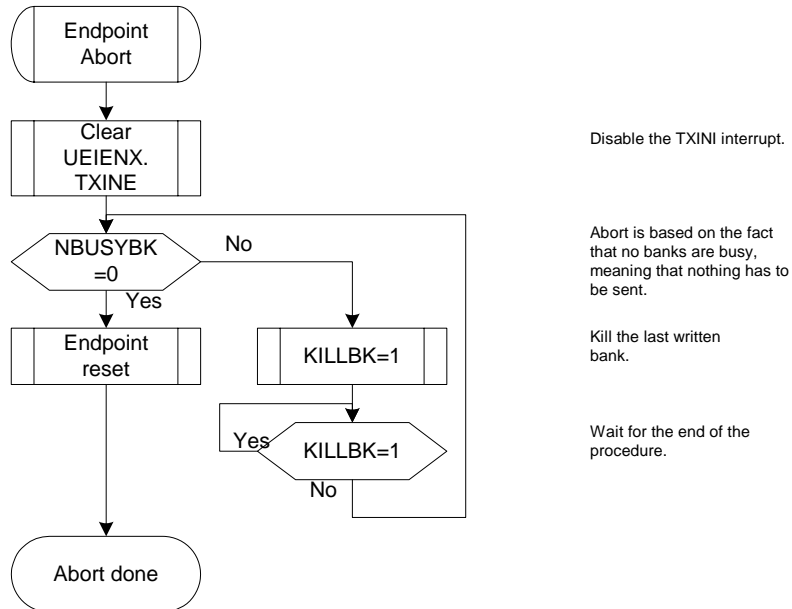 Endpoint
Abort
Clear
UEIENX.
TXINE
Disable the TXINI interrupt.
NBUSYBK
=0
No
Yes
Abort is based on the fact
that no banks are busy,
meaning that nothing has to
be sent.
Endpoint
reset
KILLBK=1
Kill the last written
bank.
Yes
KILLBK=1
No
Wait for the end of the
procedure.
Abort done